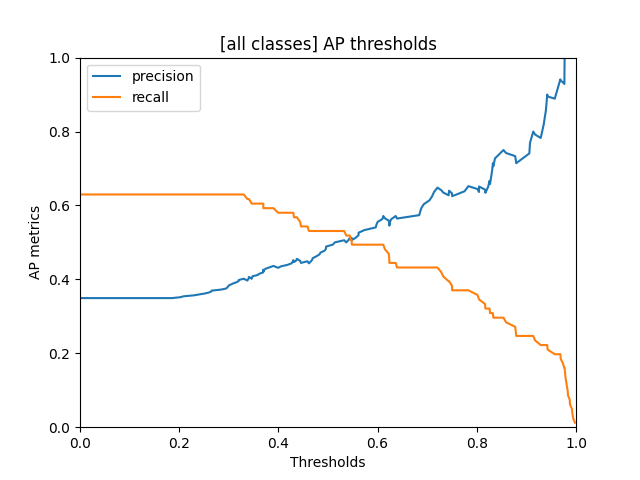 [all classes] AP thresholds
precision
recall
AP metrics
1.0
0.8
0.6
0.4
0.2
0.0
0.0 0.2 0.4 0.6 0.8 1.0
Thresholds